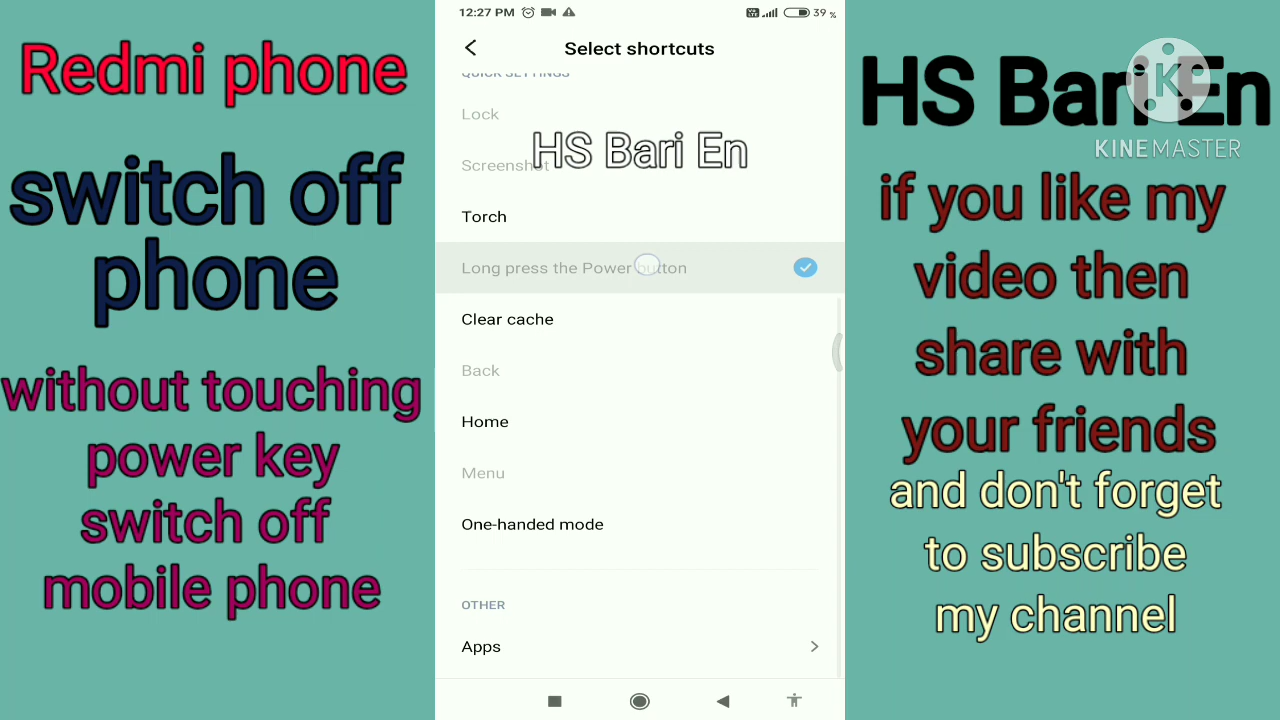 Redmi phone
switch off
phone
without touching
power key
switch off
mobile phone
12:27 PM
39 %
Select shortcuts
QUICK SETTINGS
Lock
HS Bari En
Screenshot
Torch
Long press the Power button
Clear cache
Back
Home
Menu
One-handed mode
OTHER
Apps
HS Bari En
K
KINEMASTER
if you like my
video then
share with
your friends
and don't forget
to subscribe
my channel